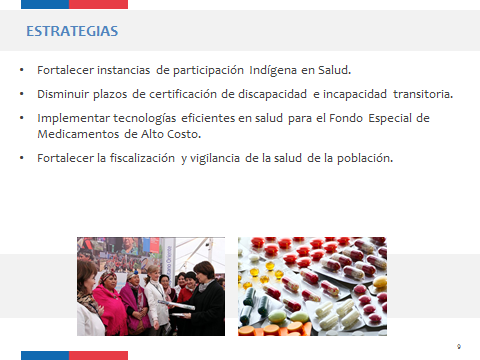 ESTRATEGIAS
• Fortalecer instancias de participación Indígena en Salud.
• Disminuir plazos de certificación de discapacidad e incapacidad transitoria.
• Implementar tecnologías eficientes en salud para el Fondo Especial de
Medicamentos de Alto Costo.
• Fortalecer la fiscalización y vigilancia de la salud de la población.
9